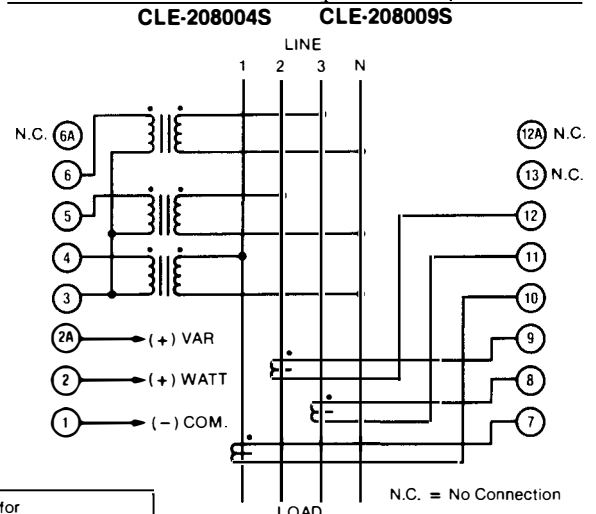 CLE-208004S CLE-208009S
LINE
1 2 3 N
N.C. 6A
6
5
4
3
2A (+) VAR
2 (+) WATT
1 (−) COM.
12A N.C.
13 N.C.
12
11
10
9
8
7
N.C. = No Connection
for
LOAD